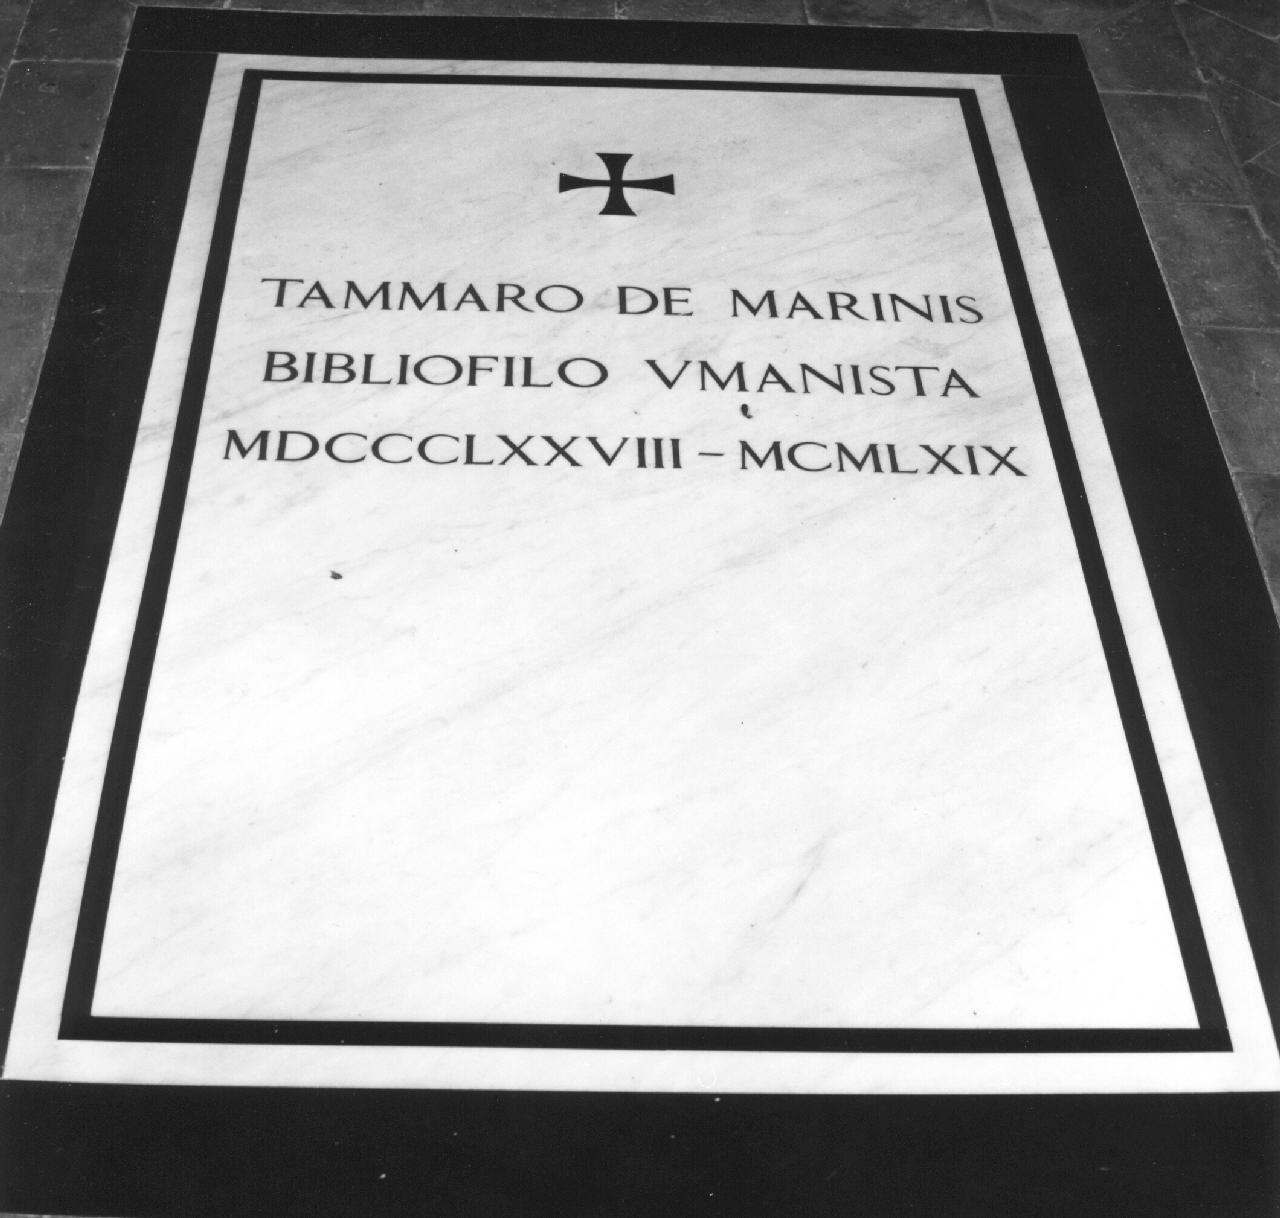 TAMMARO DE MARINIS
BIBLIOFILO VMANISTA
MDCCCLXXVIII – MCMLXIX